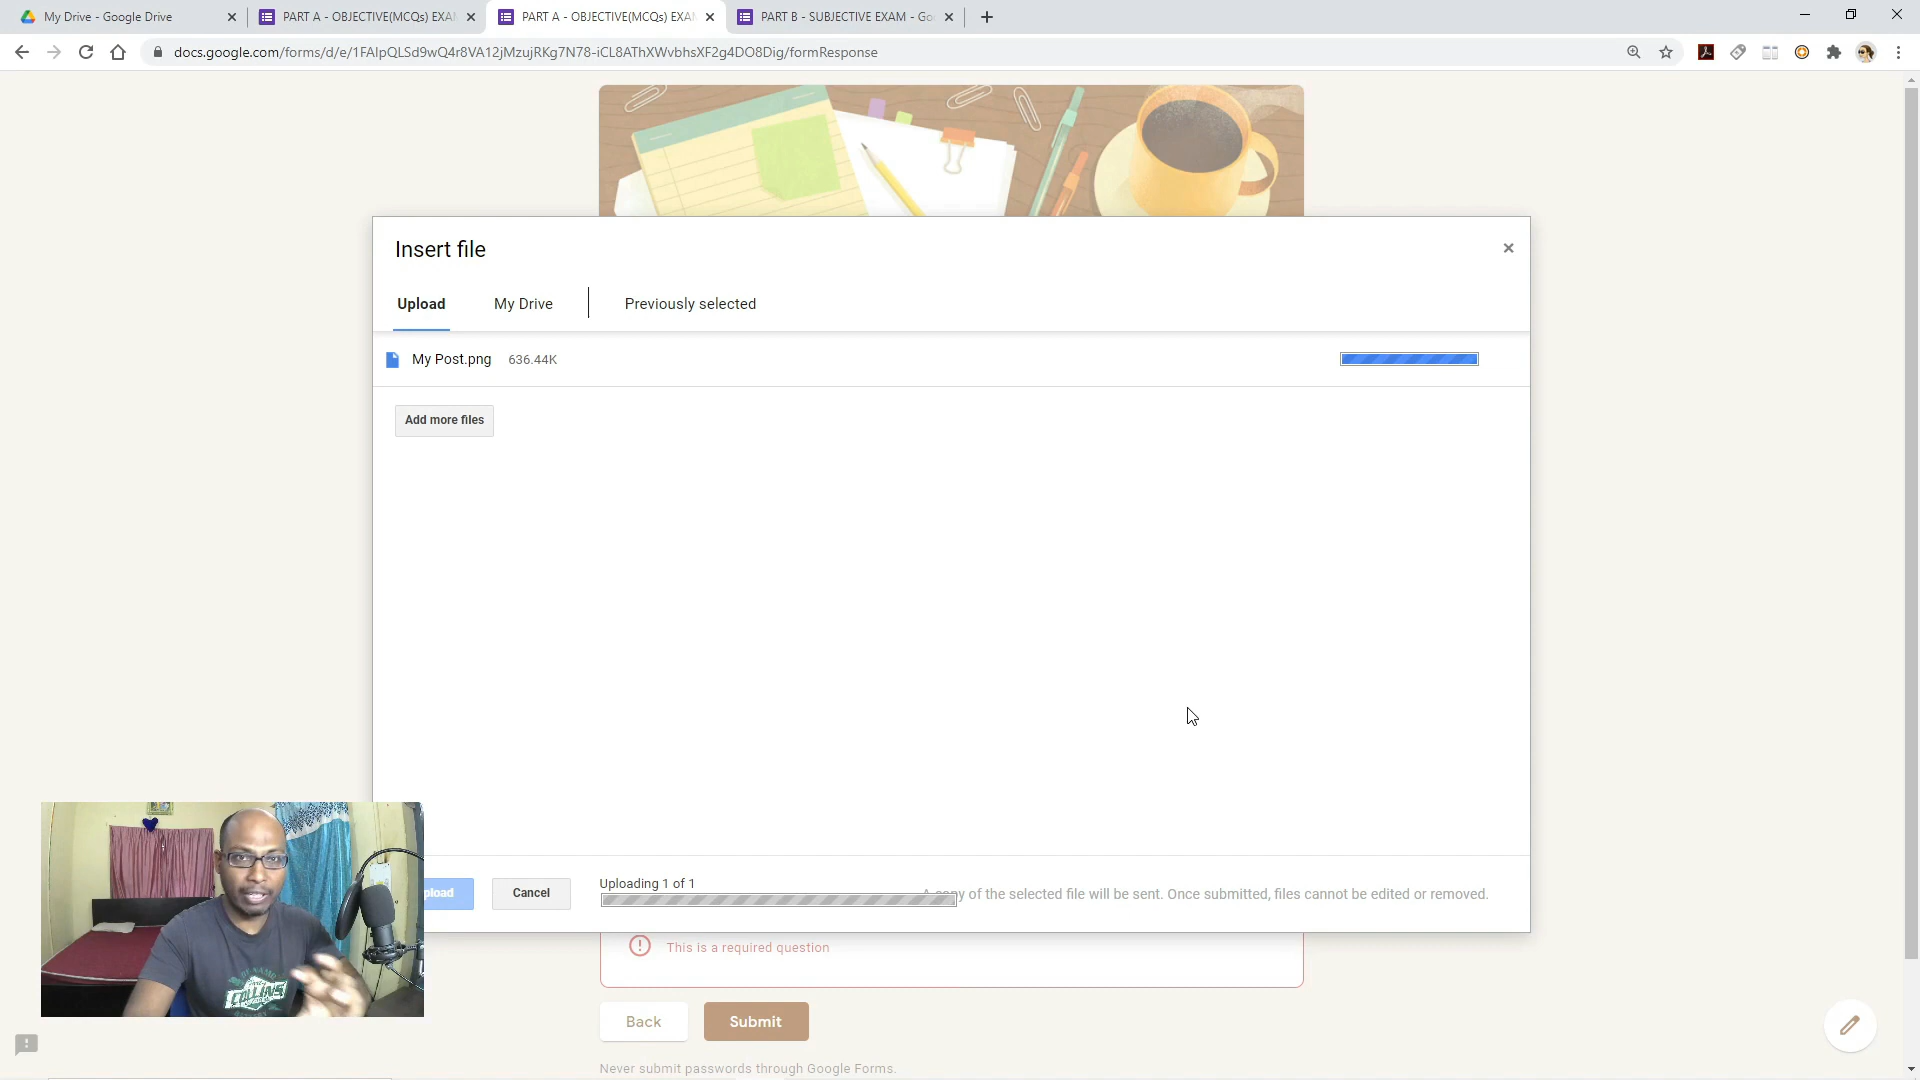 My Drive - Google Drive
PART A - OBJECTIVE(MCQs) EXA
PART A - OBJECTIVE(MCQs) EXA
PART B - SUBJECTIVE EXAM - Go
docs.google.com/forms/d/e/1FAIpQLSd9wQ4r8VA12jMzujRKg7N78-iCL8AThXWvbhsXF2g4DO8Dig/formResponse
Insert file
Upload
My Drive
Previously selected
My Post.png 636.44K
Add more files
pload
Cancel
Uploading 1 of 1
A copy of the selected file will be sent. Once submitted, files cannot be edited or removed.
This is a required question
Back
Submit
Never submit passwords through Google Forms.
COLLINS